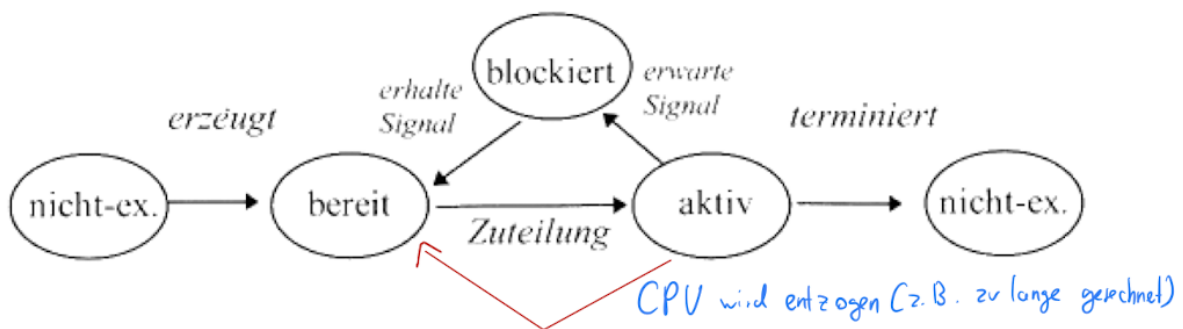 blockiert
erhalte
Signal
erwarte
Signal
erzeugt
terminiert
nicht-ex.
bereit
Zuteilung
aktiv
nicht-ex.
CPU wird entzogen (z.B. zu lange gerechnet)